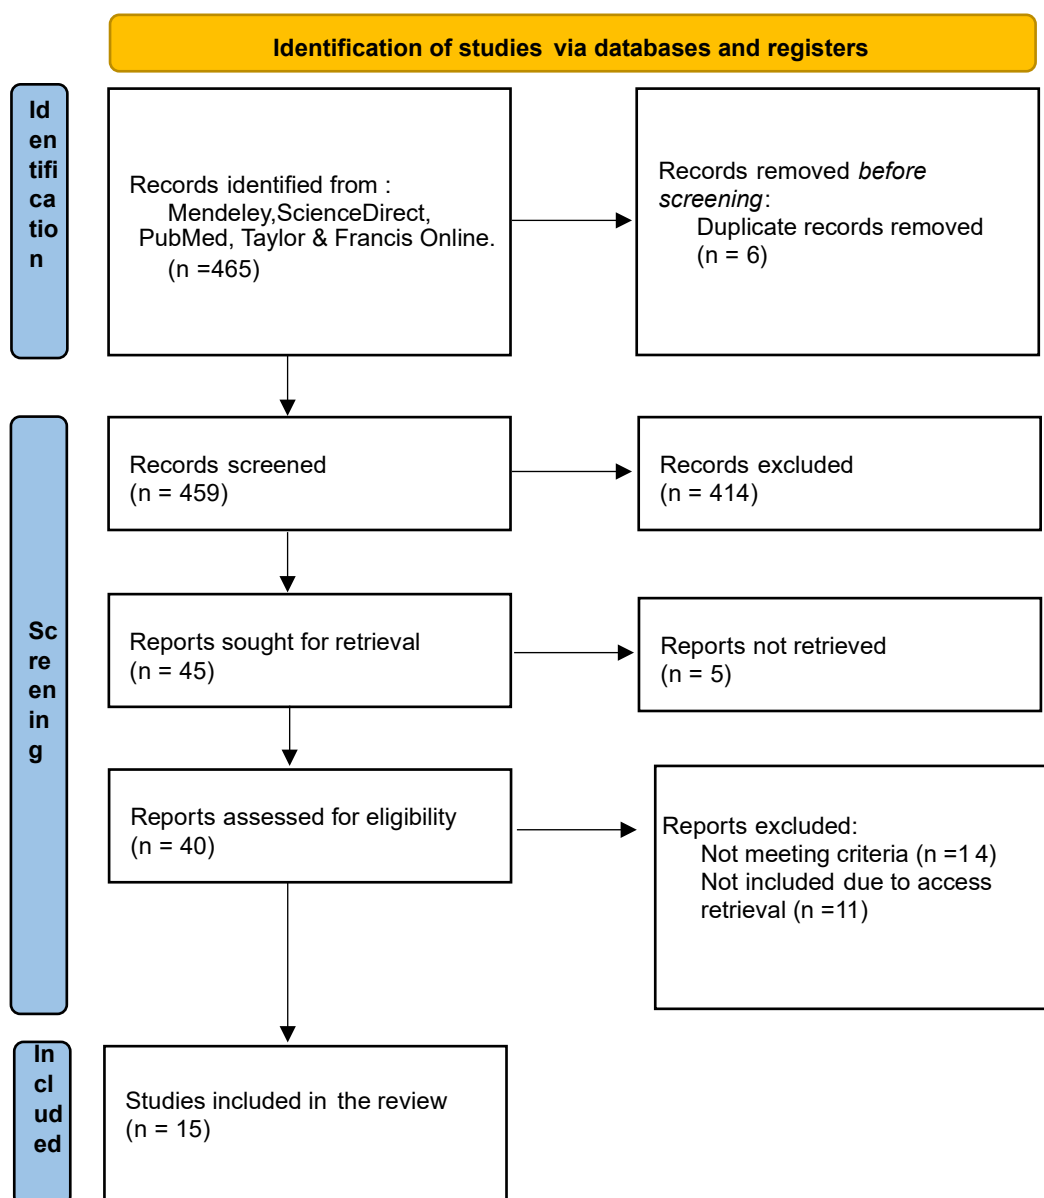 Identification of studies via databases and registers
Id
en
tifi
ca
tio
n
Records identified from :
Mendeley,ScienceDirect,
PubMed, Taylor & Francis Online.
(n =465)
Records removed before
screening:
Duplicate records removed
(n = 6)
Sc
re
en
in
g
Records screened
(n = 459)
Records excluded
(n = 414)
Reports sought for retrieval
(n = 45)
Reports not retrieved
(n = 5)
Reports assessed for eligibility
(n = 40)
Reports excluded:
Not meeting criteria (n =1 4)
Not included due to access
retrieval (n =11)
In
cl
ud
ed
Studies included in the review
(n = 15)